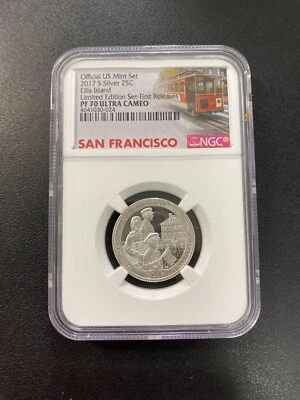 Official US Mint Set
2017 S Silver 25C
Ellis Island
Limited Edition Set-First Releases
PF 70 ULTRA CAMEO
4641030-024
SAN FRANCISCO
NGC